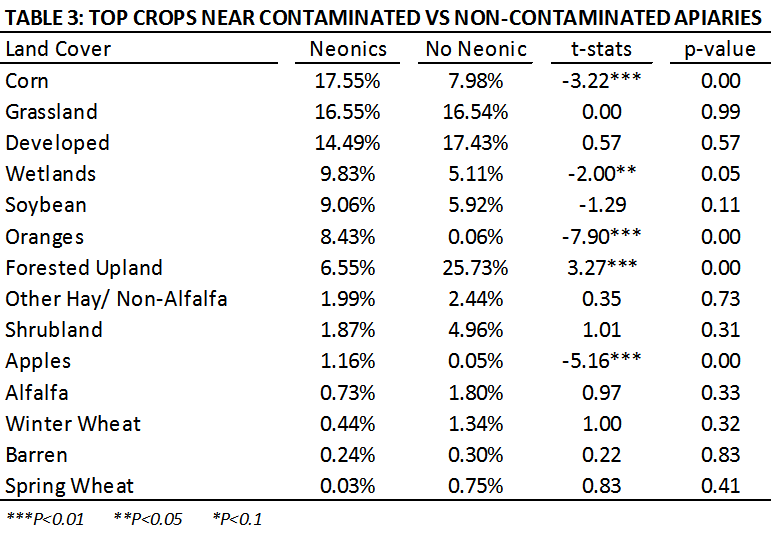 TABLE 3: TOP CROPS NEAR CONTAMINATED VS NON-CONTAMINATED APIARIES
Land Cover Neonics No Neonic t-stats p-value
Corn 17.55% 7.98% -3.22*** 0.00
Grassland 16.55% 16.54% 0.00 0.99
Developed 14.49% 17.43% 0.57 0.57
Wetlands 9.83% 5.11% -2.00** 0.05
Soybean 9.06% 5.92% -1.29 0.11
Oranges 8.43% 0.06% -7.90*** 0.00
Forested Upland 6.55% 25.73% 3.27*** 0.00
Other Hay/ Non-Alfalfa 1.99% 2.44% 0.35 0.73
Shrubland 1.87% 4.96% 1.01 0.31
Apples 1.16% 0.05% -5.16*** 0.00
Alfalfa 0.73% 1.80% 0.97 0.33
Winter Wheat 0.44% 1.34% 1.00 0.32
Barren 0.24% 0.30% 0.22 0.83
Spring Wheat 0.03% 0.75% 0.83 0.41
***P<0.01 **P<0.05 *P<0.1